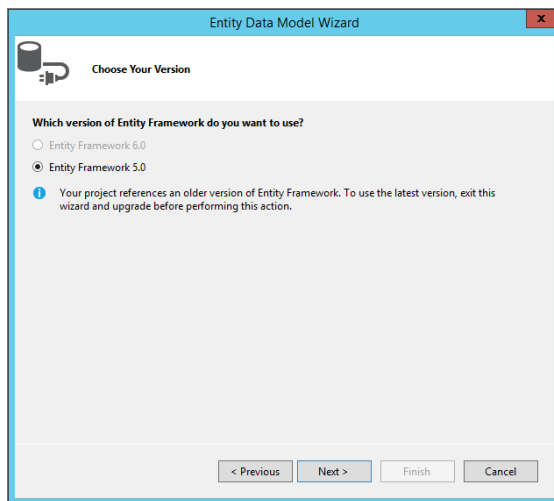 Entity Data Model Wizard
x
Choose Your Version
Which version of Entity Framework do you want to use?
Entity Framework 6.0
Entity Framework 5.0
Your project references an older version of Entity Framework. To use the latest version, exit this
wizard and upgrade before performing this action.
< Previous
Next >
Finish
Cancel